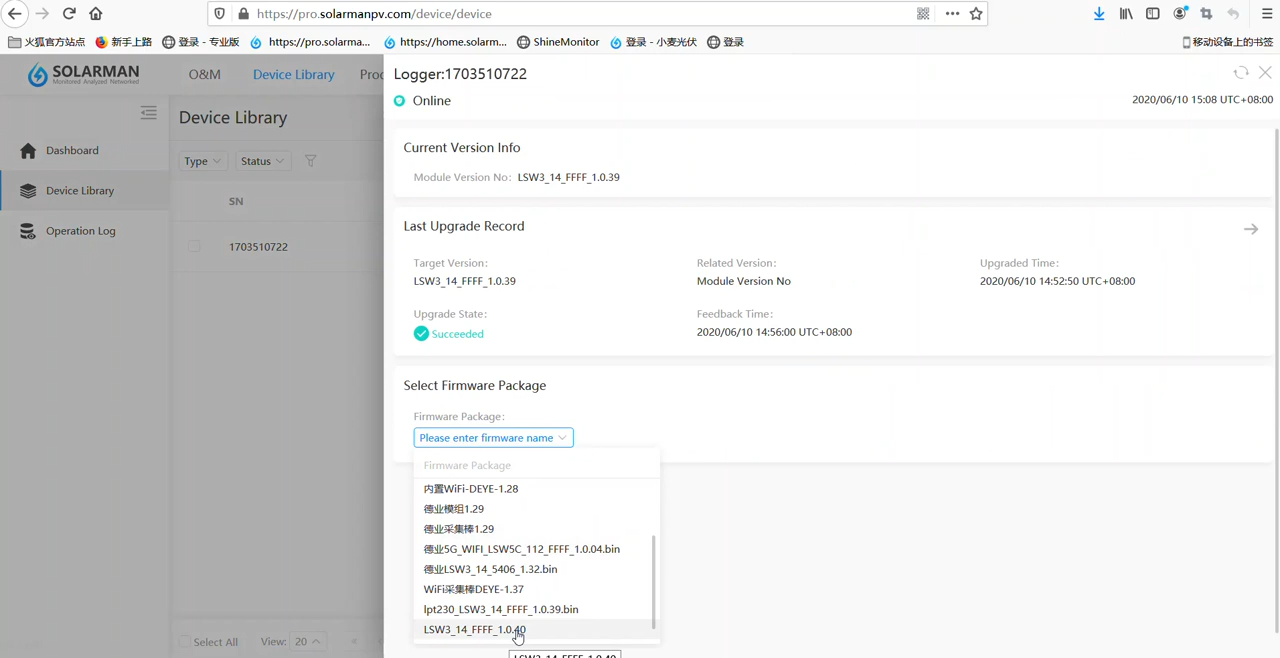 https://pro.solarmanpv.com/device/device
火狐官方站点 新手上路 登录 - 专业版 https://pro.solarma... https://home.solarm... ShineMonitor 登录 - 小麦光伏 登录 移动设备上的书签
SOLARMAN
Monitored Analyzed Networked
O&M Device Library Proc
Logger:1703510722
Online
2020/06/10 15:08 UTC+08:00
Device Library
Dashboard
Device Library
Operation Log
Type Status
SN
1703510722
Current Version Info
Module Version No: LSW3_14_FFFF_1.0.39
Last Upgrade Record
Target Version: Related Version: Upgraded Time:
LSW3_14_FFFF_1.0.39 Module Version No 2020/06/10 14:52:50 UTC+08:00
Upgrade State: Feedback Time:
Succeeded 2020/06/10 14:56:00 UTC+08:00
Select Firmware Package
Firmware Package:
Please enter firmware name
Firmware Package
内置WiFi-DEYE-1.28
德业模组1.29
德业采集棒1.29
德业5G_WIFI_LSW5C_112_FFFF_1.0.04.bin
德业LSW3_14_5406_1.32.bin
WiFi采集棒DEYE-1.37
lpt230_LSW3_14_FFFF_1.0.39.bin
LSW3_14_FFFF_1.0.40
LSW3_14_FFFF_1.0.40
Select All View: 20